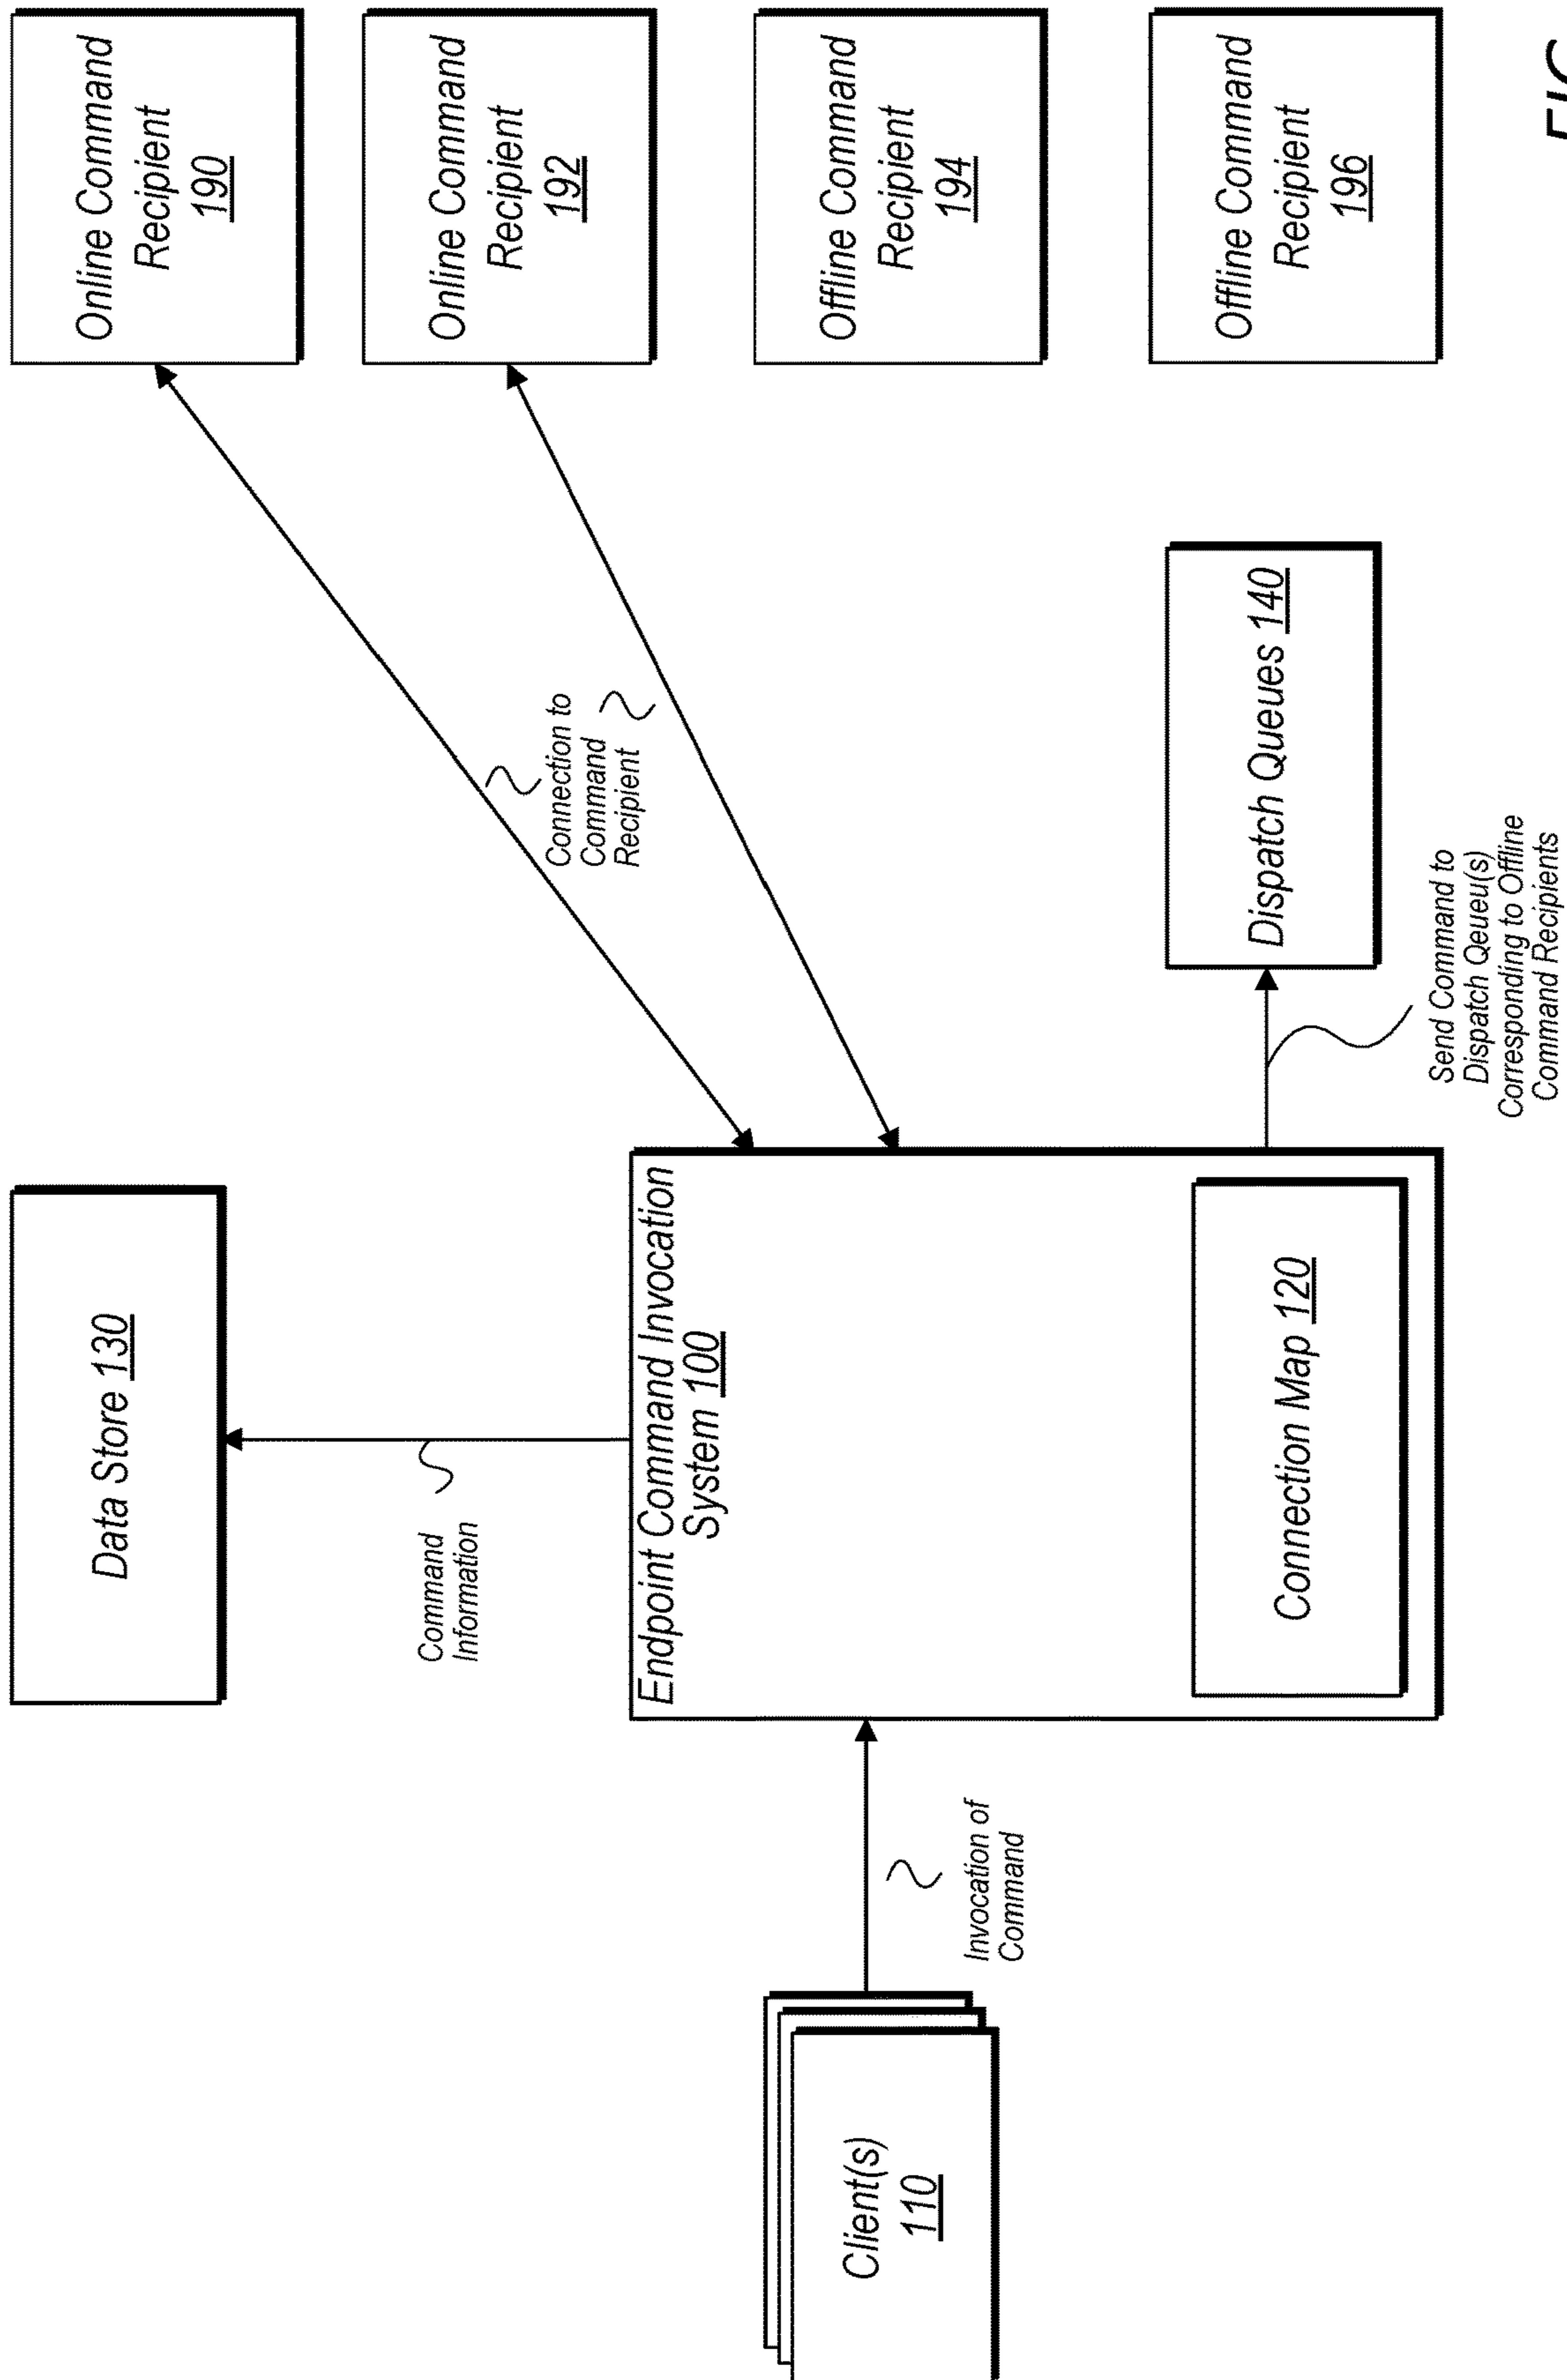 Data Store 130
Online Command
Recipient
190
Command
Information
Online Command
Recipient
192
Connection to
Command
Recipient
Endpoint Command Invocation
System 100
Client(s)
110
Invocation of
Command
Offline Command
Recipient
194
Connection Map 120
Dispatch Queues 140
Offline Command
Recipient
196
Send Command to
Dispatch Qeueu(s)
Corresponding to Offline
Command Recipients
FIG